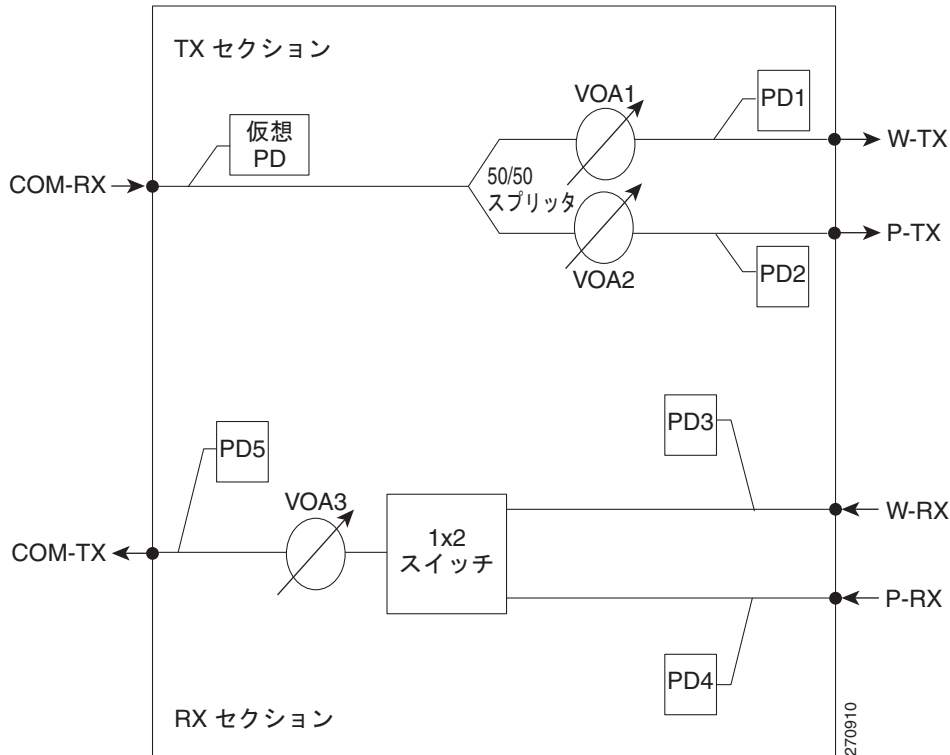 TX セクション
VOA1
PD1
仮想
PD
W-TX
COM-RX
50/50
スプリッタ
P-TX
VOA2
PD2
PD3
PD5
VOA3
W-RX
1x2
スイッチ
COM-TX
P-RX
PD4
RX セクション
270910